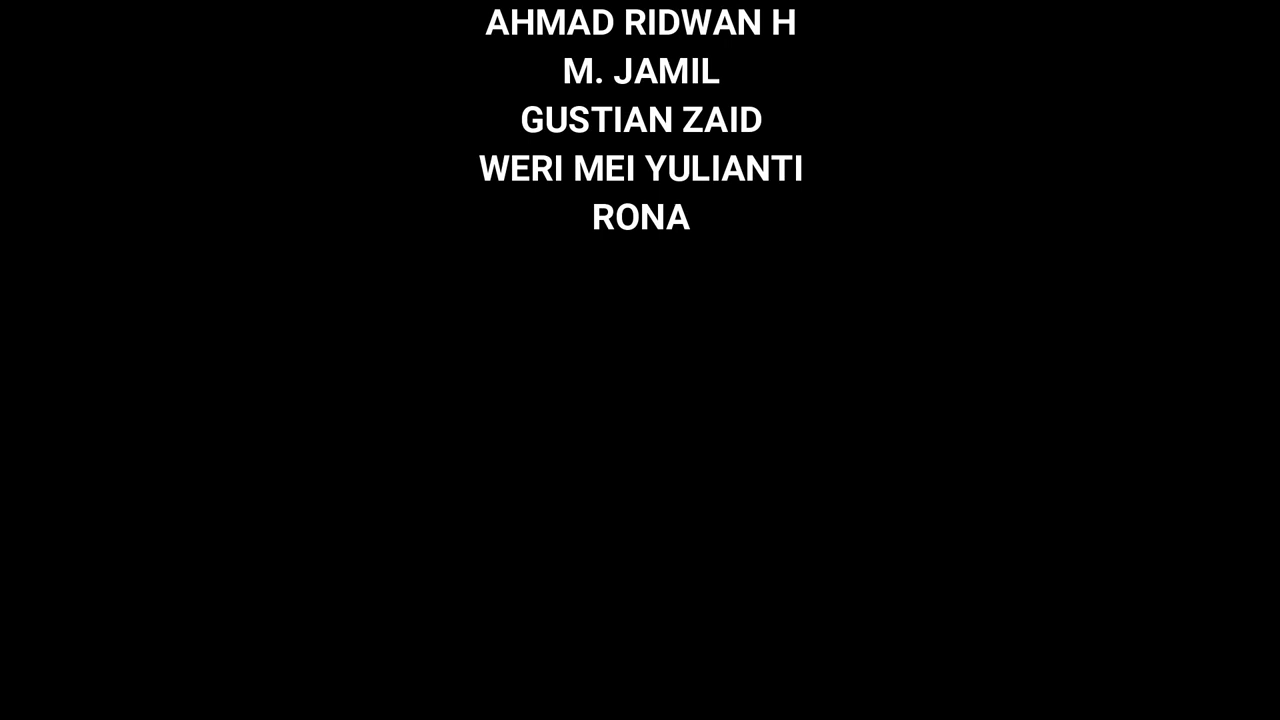 AHMAD RIDWAN H
M. JAMIL
GUSTIAN ZAID
WERI MEI YULIANTI
RONA